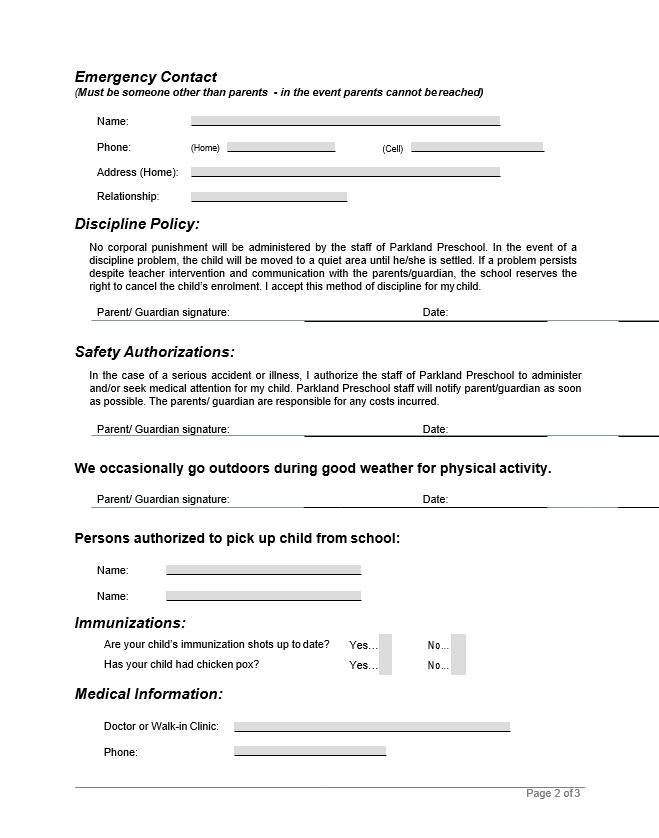 Emergency Contact
(Must be someone other than parents - in the event parents cannot be reached)
Name:
Phone: (Home) (Cell)
Address (Home):
Relationship:
Discipline Policy:
No corporal punishment will be administered by the staff of Parkland Preschool. In the event of a
discipline problem, the child will be moved to a quiet area until he/she is settled. If a problem persists
despite teacher intervention and communication with the parents/guardian, the school reserves the
right to cancel the child's enrolment. I accept this method of discipline for my child.
Parent/ Guardian signature: Date:
Safety Authorizations:
In the case of a serious accident or illness, I authorize the staff of Parkland Preschool to administer
and/or seek medical attention for my child. Parkland Preschool staff will notify parent/guardian as soon
as possible. The parents/ guardian are responsible for any costs incurred.
Parent/ Guardian signature: Date:
We occasionally go outdoors during good weather for physical activity.
Parent/ Guardian signature: Date:
Persons authorized to pick up child from school:
Name:
Name:
Immunizations:
Are your child's immunization shots up to date? Yes... No...
Has your child had chicken pox? Yes... No...
Medical Information:
Doctor or Walk-in Clinic:
Phone:
Page 2 of 3